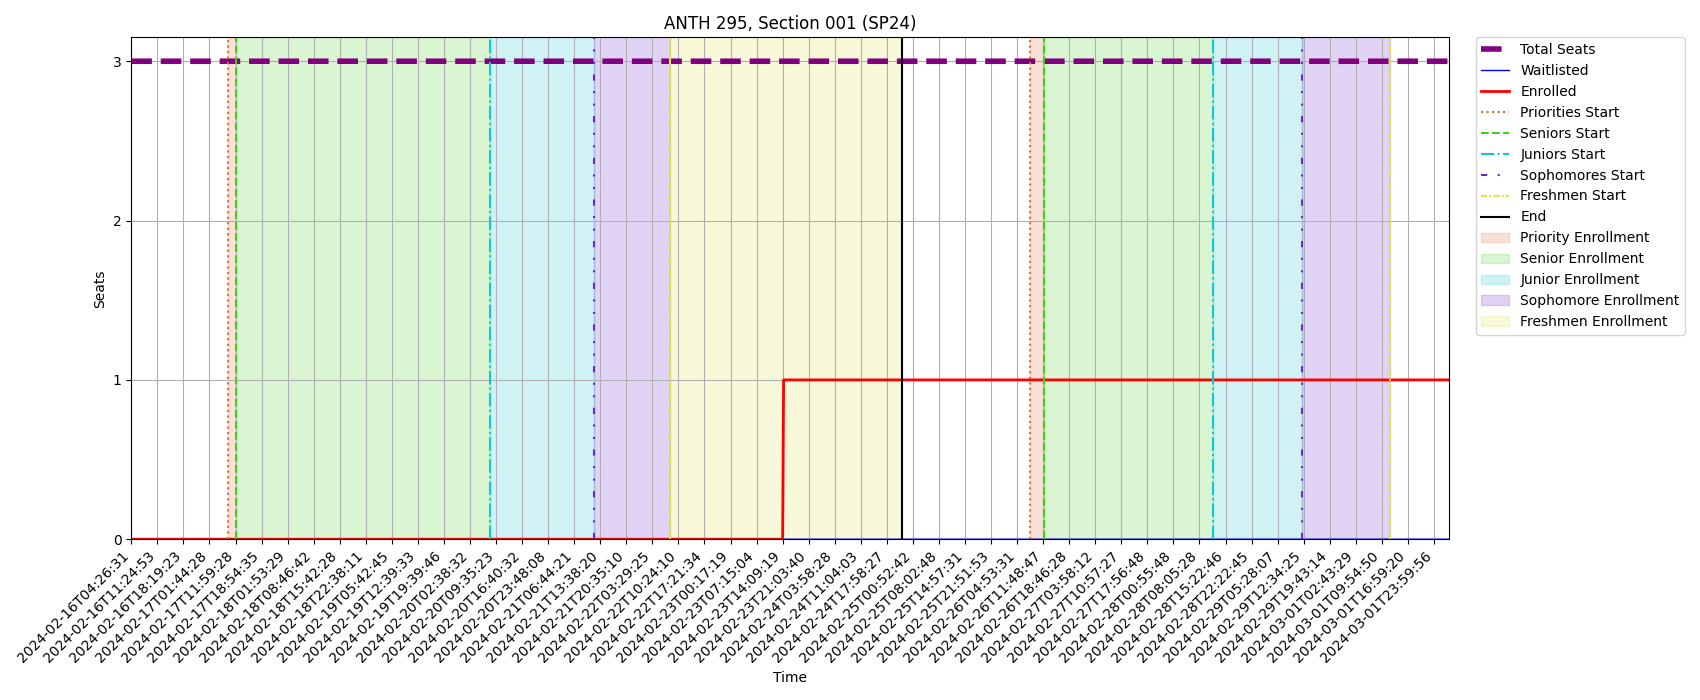 ANTH 295, Section 001 (SP24)
Seats
3
2
1
0
2024-02-16T04:26:31
2024-02-16T11:24:53
2024-02-16T18:19:23
2024-02-17T01:44:28
2024-02-17T11:59:28
2024-02-17T18:54:35
2024-02-18T01:53:29
2024-02-18T08:46:42
2024-02-18T15:42:28
2024-02-18T22:38:11
2024-02-19T05:42:45
2024-02-19T12:39:33
2024-02-19T19:39:46
2024-02-20T02:38:32
2024-02-20T09:35:23
2024-02-20T16:40:32
2024-02-20T23:48:08
2024-02-21T06:44:21
2024-02-21T13:38:20
2024-02-21T20:35:10
2024-02-22T03:29:25
2024-02-22T10:24:10
2024-02-22T17:21:34
2024-02-23T00:17:19
2024-02-23T07:15:04
2024-02-23T14:09:19
2024-02-23T21:03:40
2024-02-24T03:58:28
2024-02-24T11:04:03
2024-02-24T17:58:27
2024-02-25T00:52:42
2024-02-25T08:02:48
2024-02-25T14:57:31
2024-02-25T21:51:53
2024-02-26T04:53:31
2024-02-26T11:48:47
2024-02-26T18:46:28
2024-02-27T03:58:12
2024-02-27T10:57:27
2024-02-27T17:56:48
2024-02-28T00:55:48
2024-02-28T08:05:28
2024-02-28T15:22:46
2024-02-28T22:22:45
2024-02-29T05:28:07
2024-02-29T12:34:25
2024-02-29T19:43:14
2024-03-01T02:43:29
2024-03-01T09:54:50
2024-03-01T16:59:20
2024-03-01T23:59:56
Time
Total Seats
Waitlisted
Enrolled
Priorities Start
Seniors Start
Juniors Start
Sophomores Start
Freshmen Start
End
Priority Enrollment
Senior Enrollment
Junior Enrollment
Sophomore Enrollment
Freshmen Enrollment